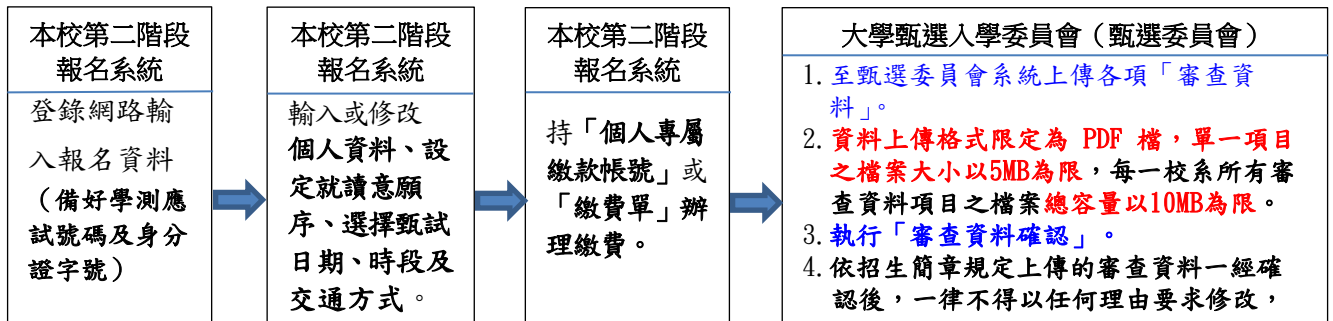 本校第二階段
報名系統
登錄網路輸
入報名資料
（備好學測應
試號碼及身分
證字號）
本校第二階段
報名系統
輸入或修改
個人資料、設
定就讀意願
序、選擇甄試
日期、時段及
交通方式。
本校第二階段
報名系統
持「個人專屬
繳款帳號」或
「繳費單」辦
理繳費。
大學甄選入學委員會（甄選委員會）
1.至甄選委員會系統上傳各項「審查資
料」。
2.資料上傳格式限定為 PDF 檔，單一項目
之檔案大小以5MB為限，每一校系所有審
查資料項目之檔案總容量以10MB為限。
3.執行「審查資料確認」。
4.依招生簡章規定上傳的審查資料一經確
認後，一律不得以任何理由要求修改，